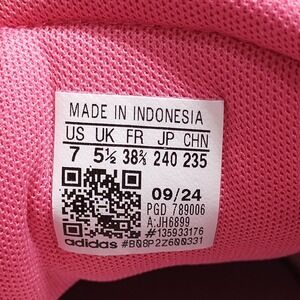 MADE IN INDONESIA
US UK FR JP CHN
7 5½ 38⅔ 240 235
09/24
PGD 789006
A:JH6899
#135933176
adidas #B08P2Z600331